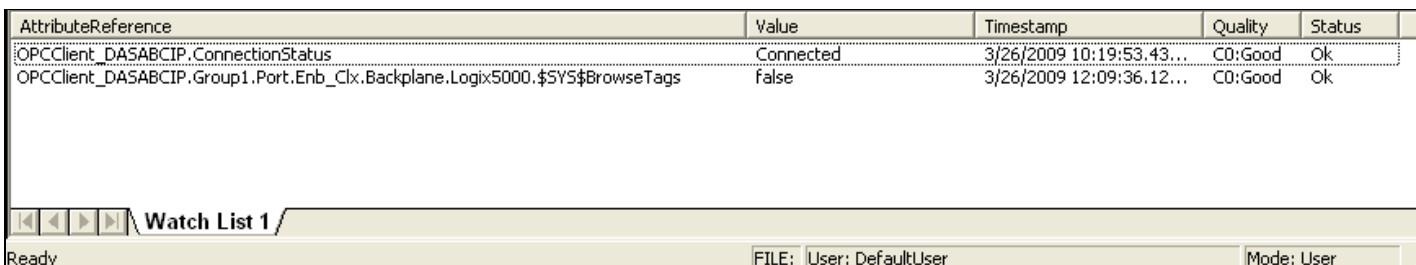 AttributeReference Value Timestamp Quality Status
OPCClient_DASABCIP.ConnectionStatus Connected 3/26/2009 10:19:53.43... C0:Good Ok
OPCClient_DASABCIP.Group1.Port.Enb_Clx.Backplane.Logix5000.$SYS$BrowseTags false 3/26/2009 12:09:36.12... C0:Good Ok
Watch List 1
Ready FILE: User: DefaultUser Mode: User